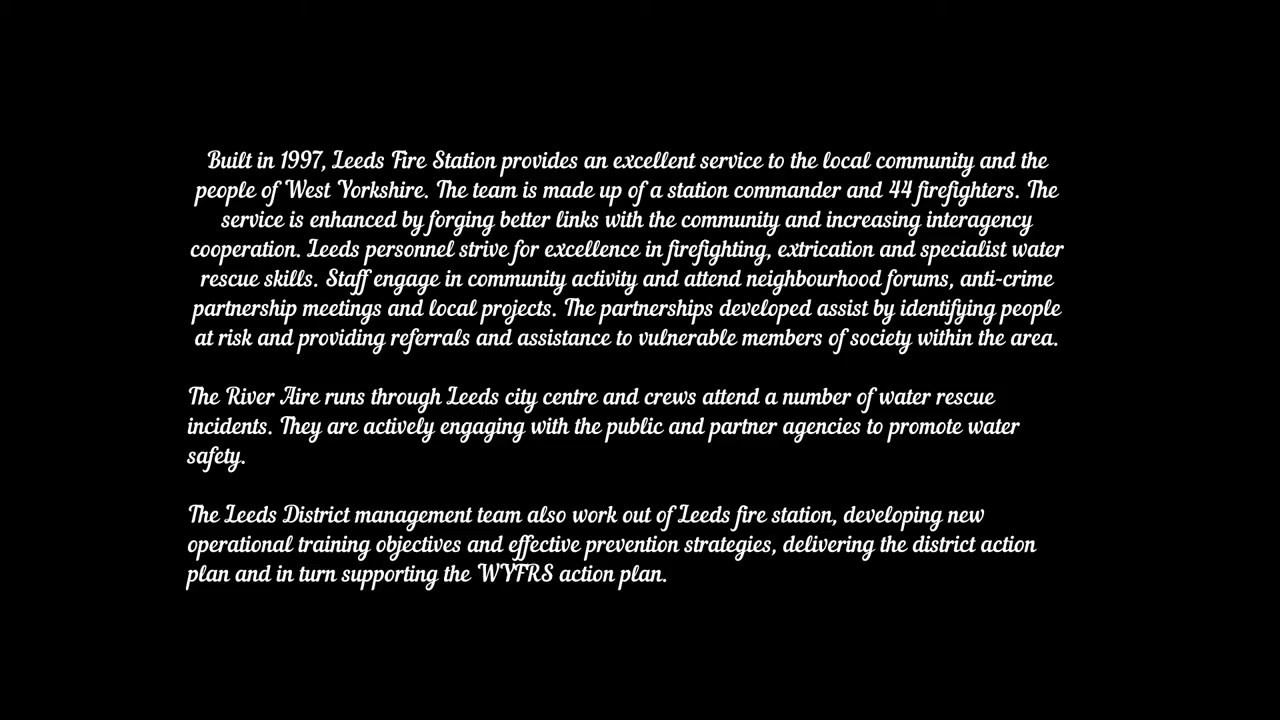 Built in 1997, Leeds Fire Station provides an excellent service to the local community and the
people of West Yorkshire. The team is made up of a station commander and 44 firefighters. The
service is enhanced by forging better links with the community and increasing interagency
cooperation. Leeds personnel strive for excellence in firefighting, extrication and specialist water
rescue skills. Staff engage in community activity and attend neighbourhood forums, anti-crime
partnership meetings and local projects. The partnerships developed assist by identifying people
at risk and providing referrals and assistance to vulnerable members of society within the area.
The River Aire runs through Leeds city centre and crews attend a number of water rescue
incidents. They are actively engaging with the public and partner agencies to promote water
safety.
The Leeds District management team also work out of Leeds fire station, developing new
operational training objectives and effective prevention strategies, delivering the district action
plan and in turn supporting the WYFRS action plan.